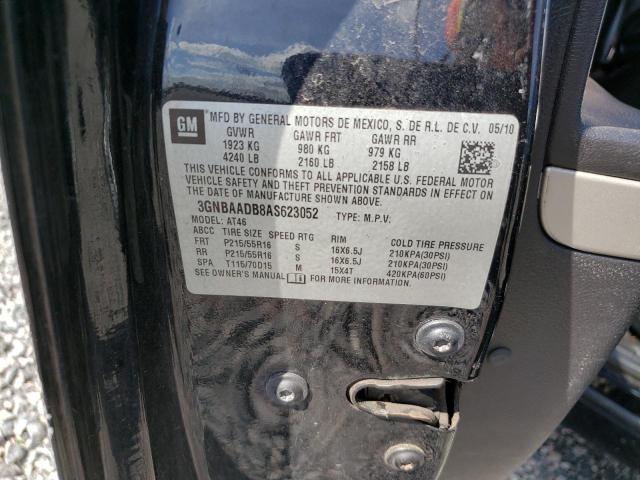 GM
MFD BY GENERAL MOTORS DE MEXICO, S. DE R.L. DE C.V. 05/10
GVWR GAWR FRT GAWR RR
1923 KG 980 KG 979 KG
4240 LB 2160 LB 2158 LB
THIS VEHICLE CONFORMS TO ALL APPLICABLE U.S. FEDERAL MOTOR
VEHICLE SAFETY AND THEFT PREVENTION STANDARDS IN EFFECT ON
THE DATE OF MANUFACTURE SHOWN ABOVE.
3GNBAADB8AS623052 TYPE: M.P.V.
MODEL: AT46
ABCC TIRE SIZE SPEED RTG RIM COLD TIRE PRESSURE
FRT P215/55R16 S 16X6.5J 210KPA(30PSI)
RR P215/55R16 S 16X6.5J 210KPA(30PSI)
SPA T115/70D15 M 15X4T 420KPA(60PSI)
SEE OWNER'S MANUAL FOR MORE INFORMATION.